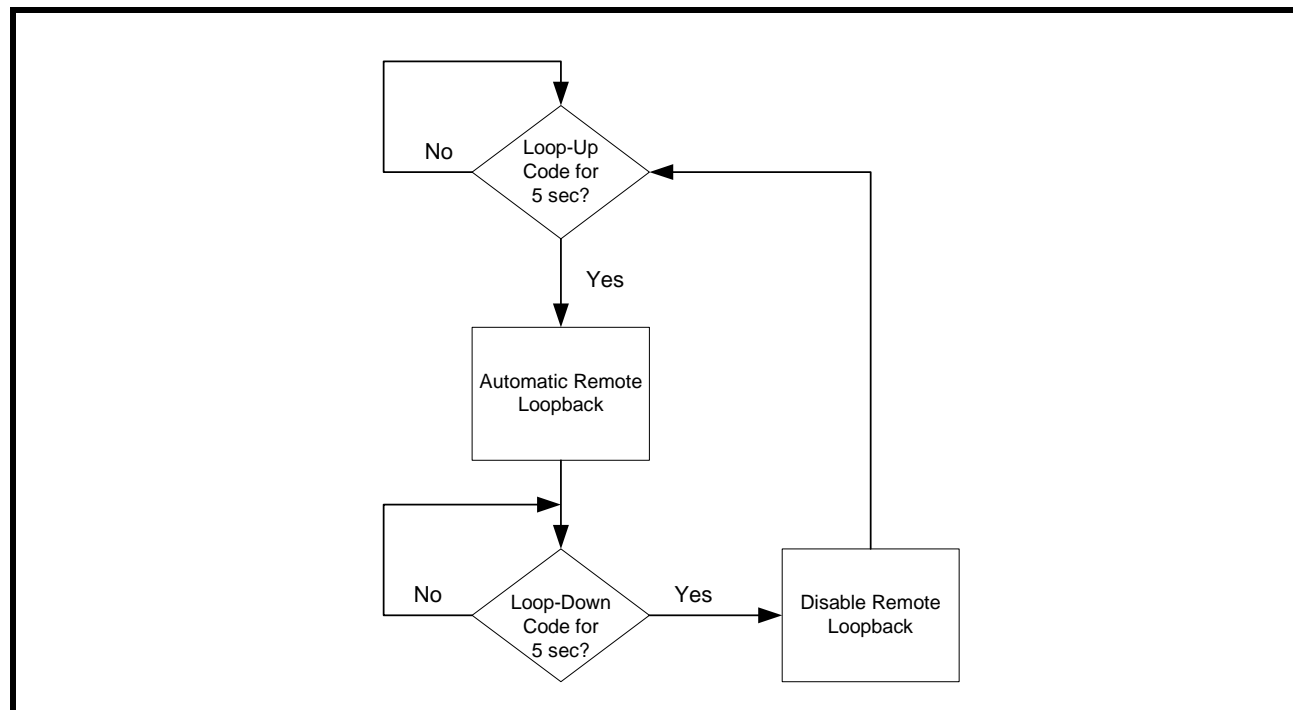 Loop-Up
Code for
5 sec?
No
Yes
Automatic Remote
Loopback
Loop-Down
Code for
5 sec?
No
Yes
Disable Remote
Loopback